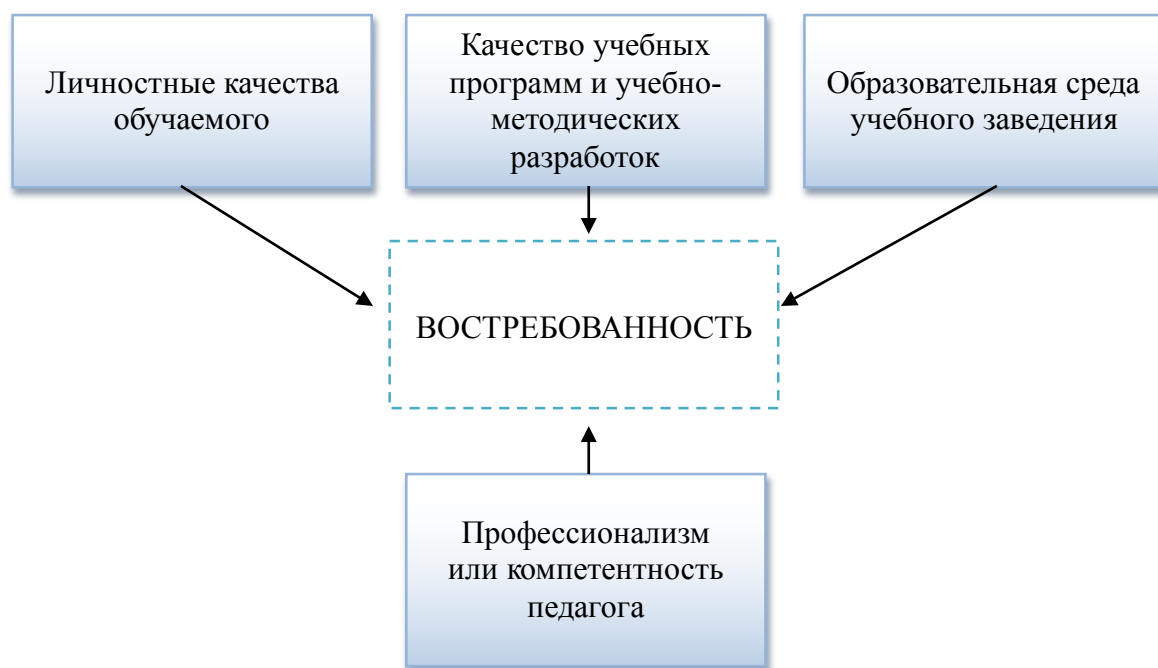 Личностные качества
обучаемого
Качество учебных
программ и учебно-
методических
разработок
Образовательная среда
учебного заведения
ВОСТРЕБОВАННОСТЬ
Профессионализм
или компетентность
педагога